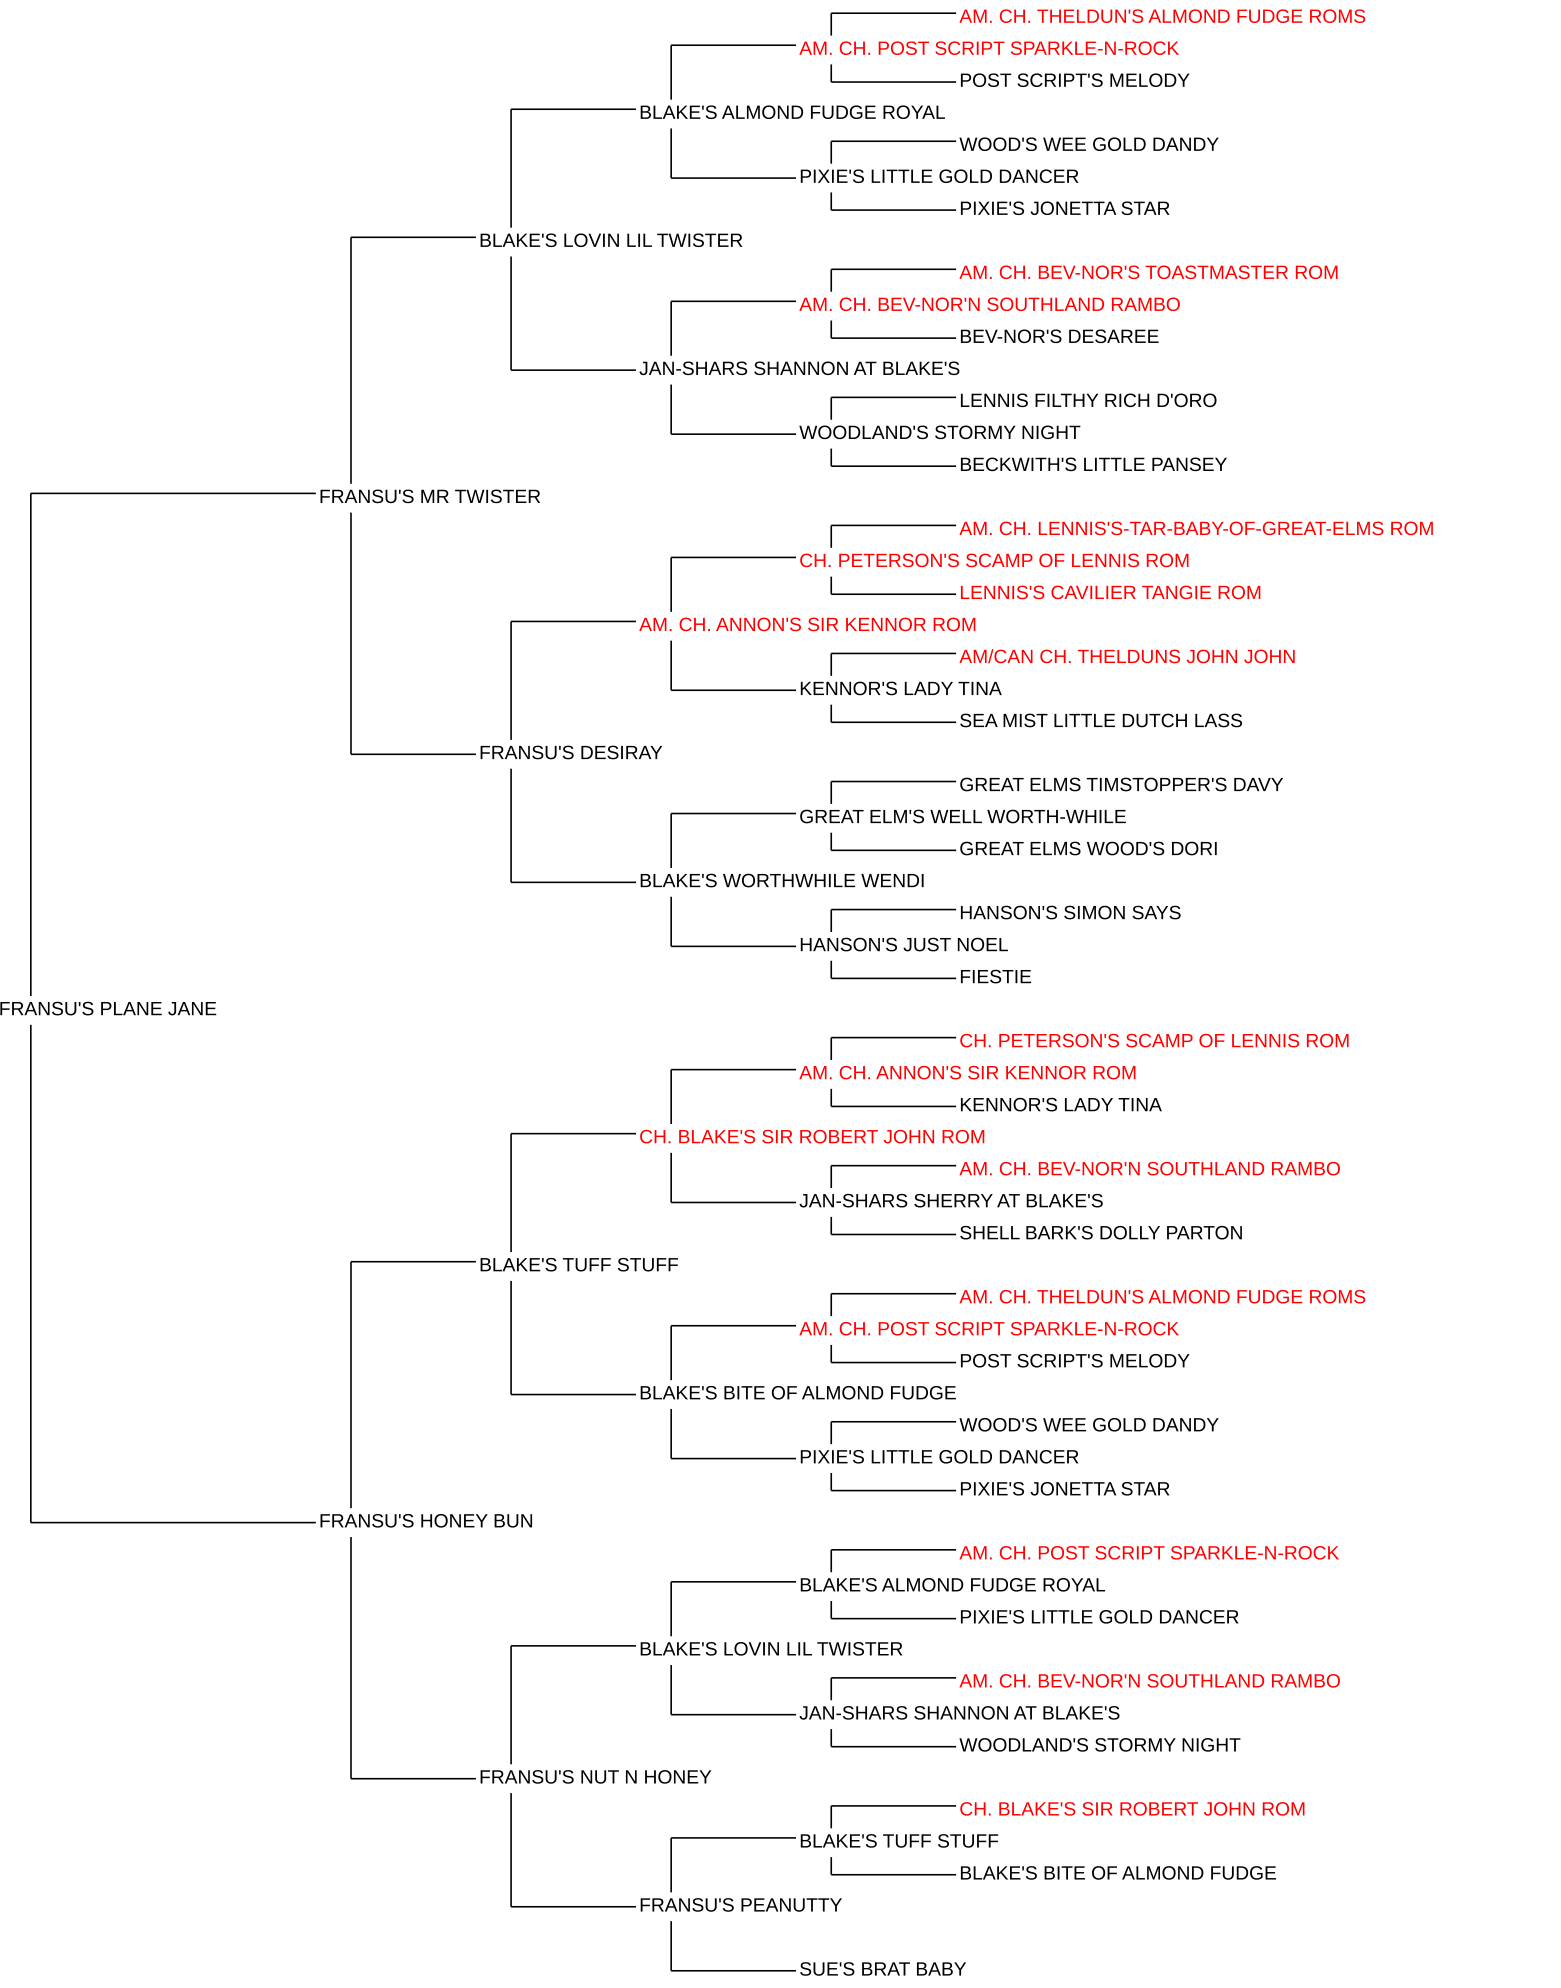 AM. CH. THELDUN'S ALMOND FUDGE ROMS
AM. CH. POST SCRIPT SPARKLE-N-ROCK
POST SCRIPT'S MELODY
BLAKE'S ALMOND FUDGE ROYAL
WOOD'S WEE GOLD DANDY
PIXIE'S LITTLE GOLD DANCER
PIXIE'S JONETTA STAR
BLAKE'S LOVIN LIL TWISTER
AM. CH. BEV-NOR'S TOASTMASTER ROM
AM. CH. BEV-NOR'N SOUTHLAND RAMBO
BEV-NOR'S DESAREE
JAN-SHARS SHANNON AT BLAKE'S
LENNIS FILTHY RICH D'ORO
WOODLAND'S STORMY NIGHT
BECKWITH'S LITTLE PANSEY
FRANSU'S MR TWISTER
AM. CH. LENNIS'S-TAR-BABY-OF-GREAT-ELMS ROM
CH. PETERSON'S SCAMP OF LENNIS ROM
LENNIS'S CAVILIER TANGIE ROM
AM. CH. ANNON'S SIR KENNOR ROM
AM/CAN CH. THELDUNS JOHN JOHN
KENNOR'S LADY TINA
SEA MIST LITTLE DUTCH LASS
FRANSU'S DESIRAY
GREAT ELMS TIMSTOPPER'S DAVY
GREAT ELM'S WELL WORTH-WHILE
GREAT ELMS WOOD'S DORI
BLAKE'S WORTHWHILE WENDI
HANSON'S SIMON SAYS
HANSON'S JUST NOEL
FIESTIE
FRANSU'S PLANE JANE
CH. PETERSON'S SCAMP OF LENNIS ROM
AM. CH. ANNON'S SIR KENNOR ROM
KENNOR'S LADY TINA
CH. BLAKE'S SIR ROBERT JOHN ROM
AM. CH. BEV-NOR'N SOUTHLAND RAMBO
JAN-SHARS SHERRY AT BLAKE'S
SHELL BARK'S DOLLY PARTON
BLAKE'S TUFF STUFF
AM. CH. THELDUN'S ALMOND FUDGE ROMS
AM. CH. POST SCRIPT SPARKLE-N-ROCK
POST SCRIPT'S MELODY
BLAKE'S BITE OF ALMOND FUDGE
WOOD'S WEE GOLD DANDY
PIXIE'S LITTLE GOLD DANCER
PIXIE'S JONETTA STAR
FRANSU'S HONEY BUN
AM. CH. POST SCRIPT SPARKLE-N-ROCK
BLAKE'S ALMOND FUDGE ROYAL
PIXIE'S LITTLE GOLD DANCER
BLAKE'S LOVIN LIL TWISTER
AM. CH. BEV-NOR'N SOUTHLAND RAMBO
JAN-SHARS SHANNON AT BLAKE'S
WOODLAND'S STORMY NIGHT
FRANSU'S NUT N HONEY
CH. BLAKE'S SIR ROBERT JOHN ROM
BLAKE'S TUFF STUFF
BLAKE'S BITE OF ALMOND FUDGE
FRANSU'S PEANUTTY
SUE'S BRAT BABY